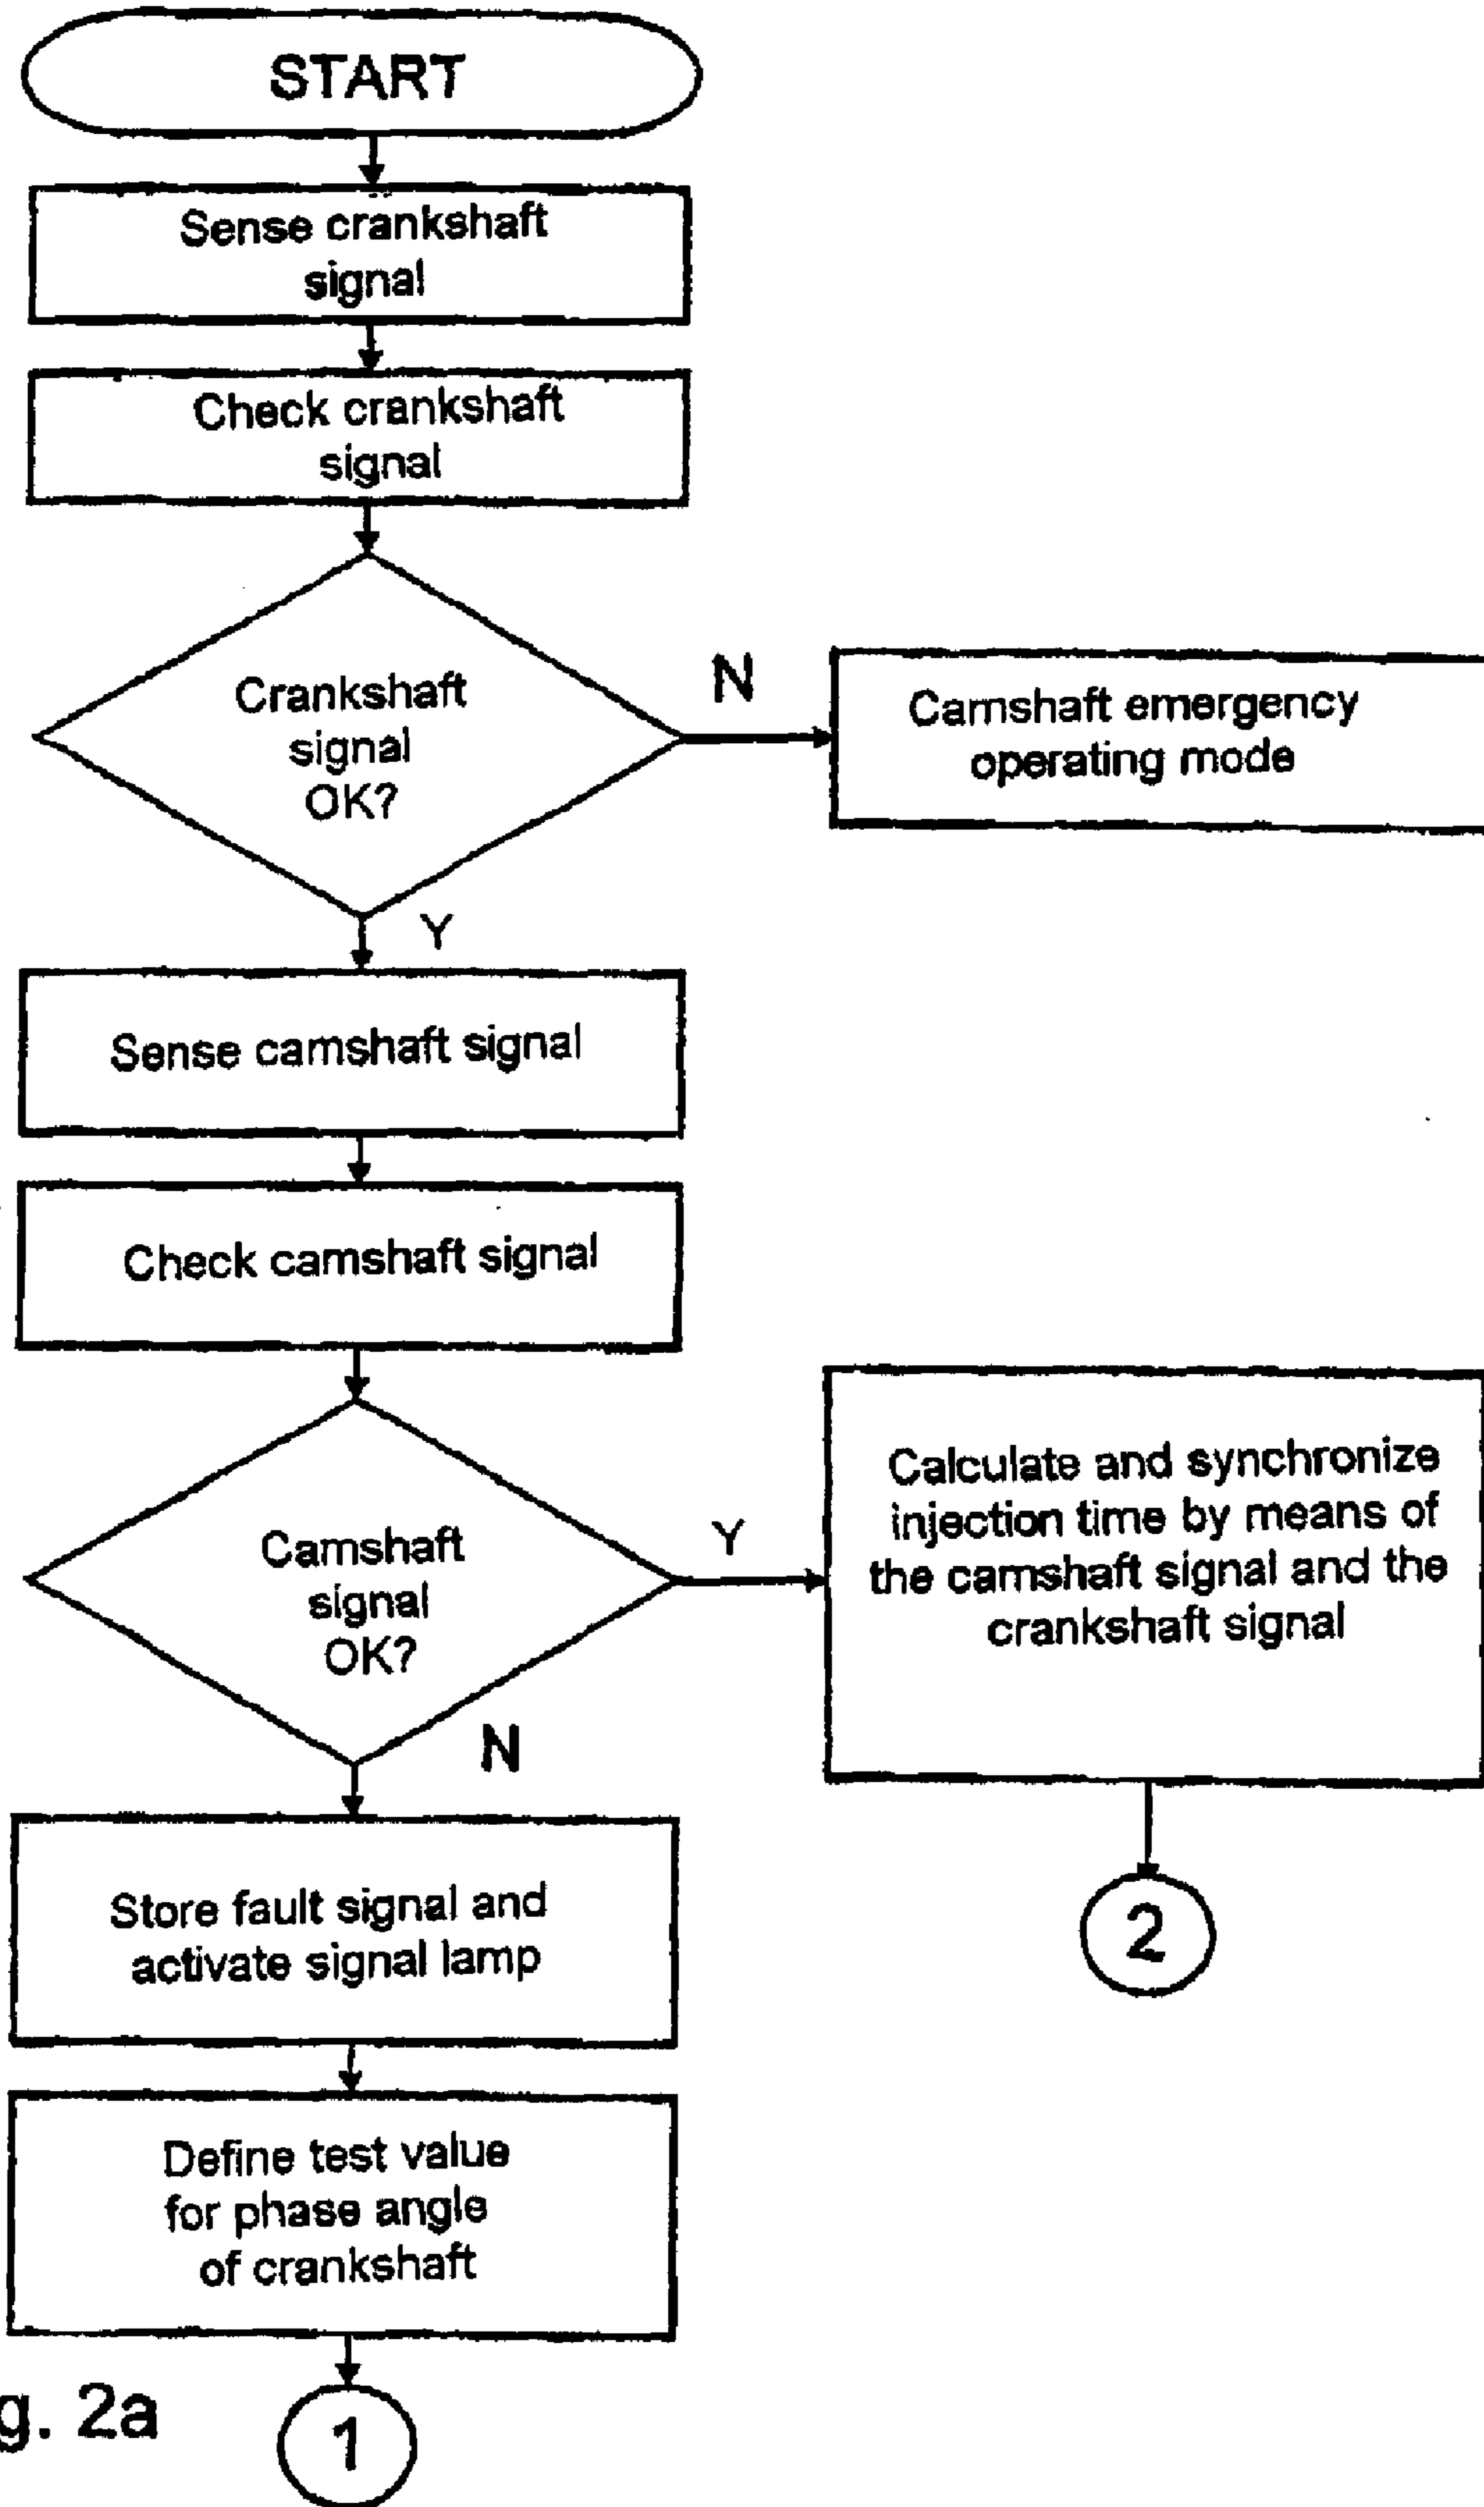 START
Sense crankshaft
signal
Check crankshaft
signal
Crankshaft
signal
OK?
N
Camshaft emergency
operating mode
Y
Sense camshaft signal
Check camshaft signal
Camshaft
signal
OK?
Y
Calculate and synchronize
injection time by means of
the camshaft signal and the
crankshaft signal
N
2
Store fault signal and
activate signal lamp
Define test value
for phase angle
of crankshaft
g. 2a
1